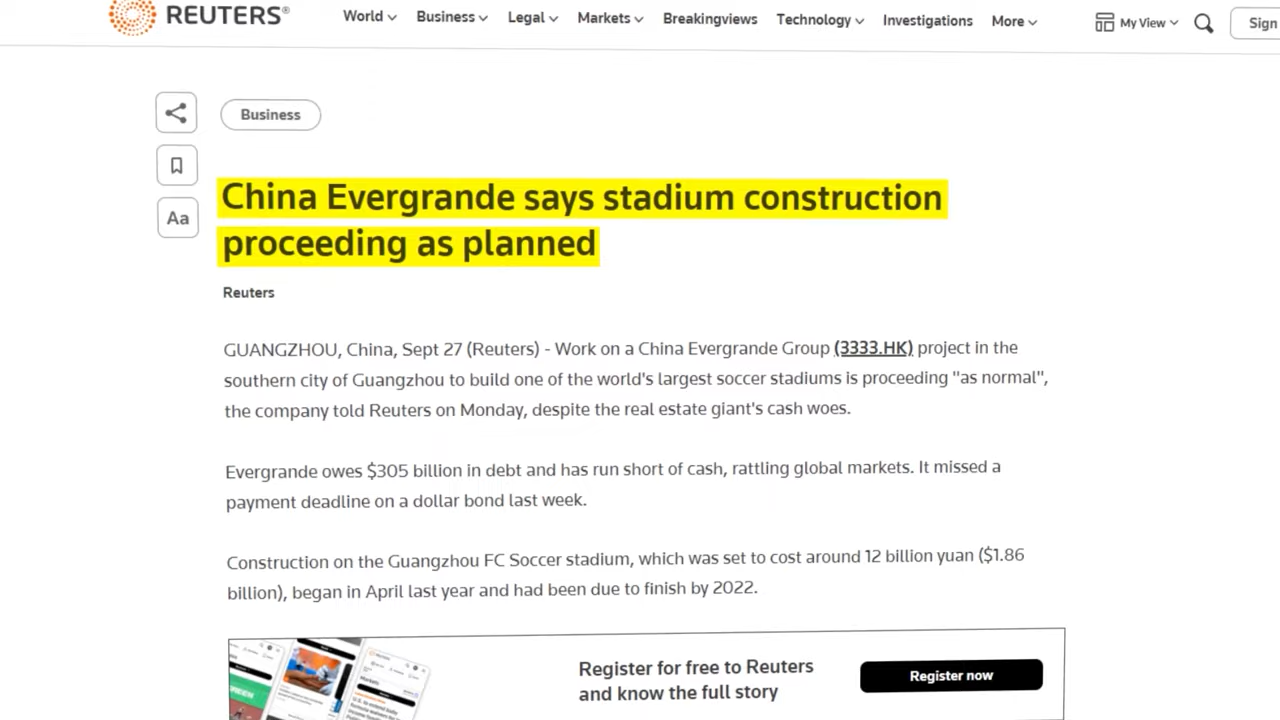 REUTERS®
World Business Legal Markets Breakingviews Technology Investigations More My View Sign
Business
Aa
China Evergrande says stadium construction
proceeding as planned
Reuters
GUANGZHOU, China, Sept 27 (Reuters) - Work on a China Evergrande Group (3333.HK) project in the
southern city of Guangzhou to build one of the world's largest soccer stadiums is proceeding "as normal",
the company told Reuters on Monday, despite the real estate giant's cash woes.
Evergrande owes $305 billion in debt and has run short of cash, rattling global markets. It missed a
payment deadline on a dollar bond last week.
Construction on the Guangzhou FC Soccer stadium, which was set to cost around 12 billion yuan ($1.86
billion), began in April last year and had been due to finish by 2022.
Register for free to Reuters
and know the full story
Register now